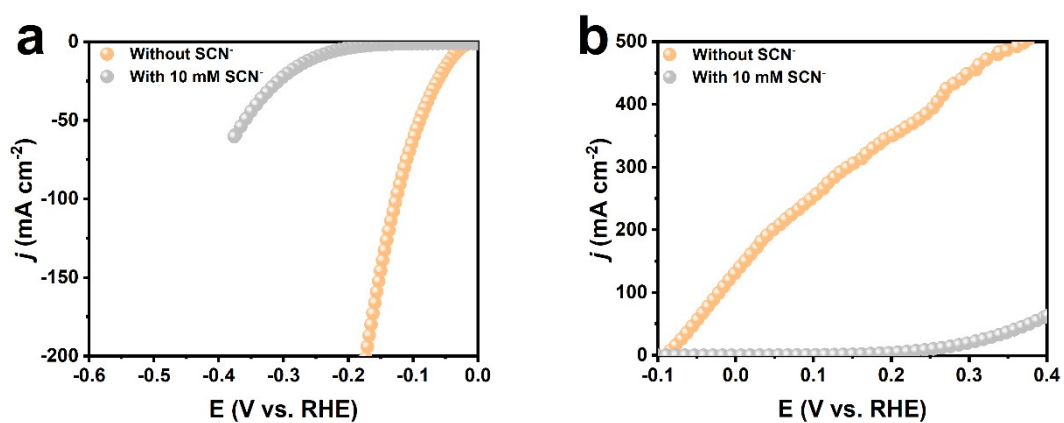 a
Without SCN⁻
With 10 mM SCN⁻
0
-50
-100
-150
-200
-0.6 -0.5 -0.4 -0.3 -0.2 -0.1 0.0
j (mA cm⁻²)
E (V vs. RHE)
b
Without SCN⁻
With 10 mM SCN⁻
500
400
300
200
100
0
-0.1 0.0 0.1 0.2 0.3 0.4
j (mA cm⁻²)
E (V vs. RHE)